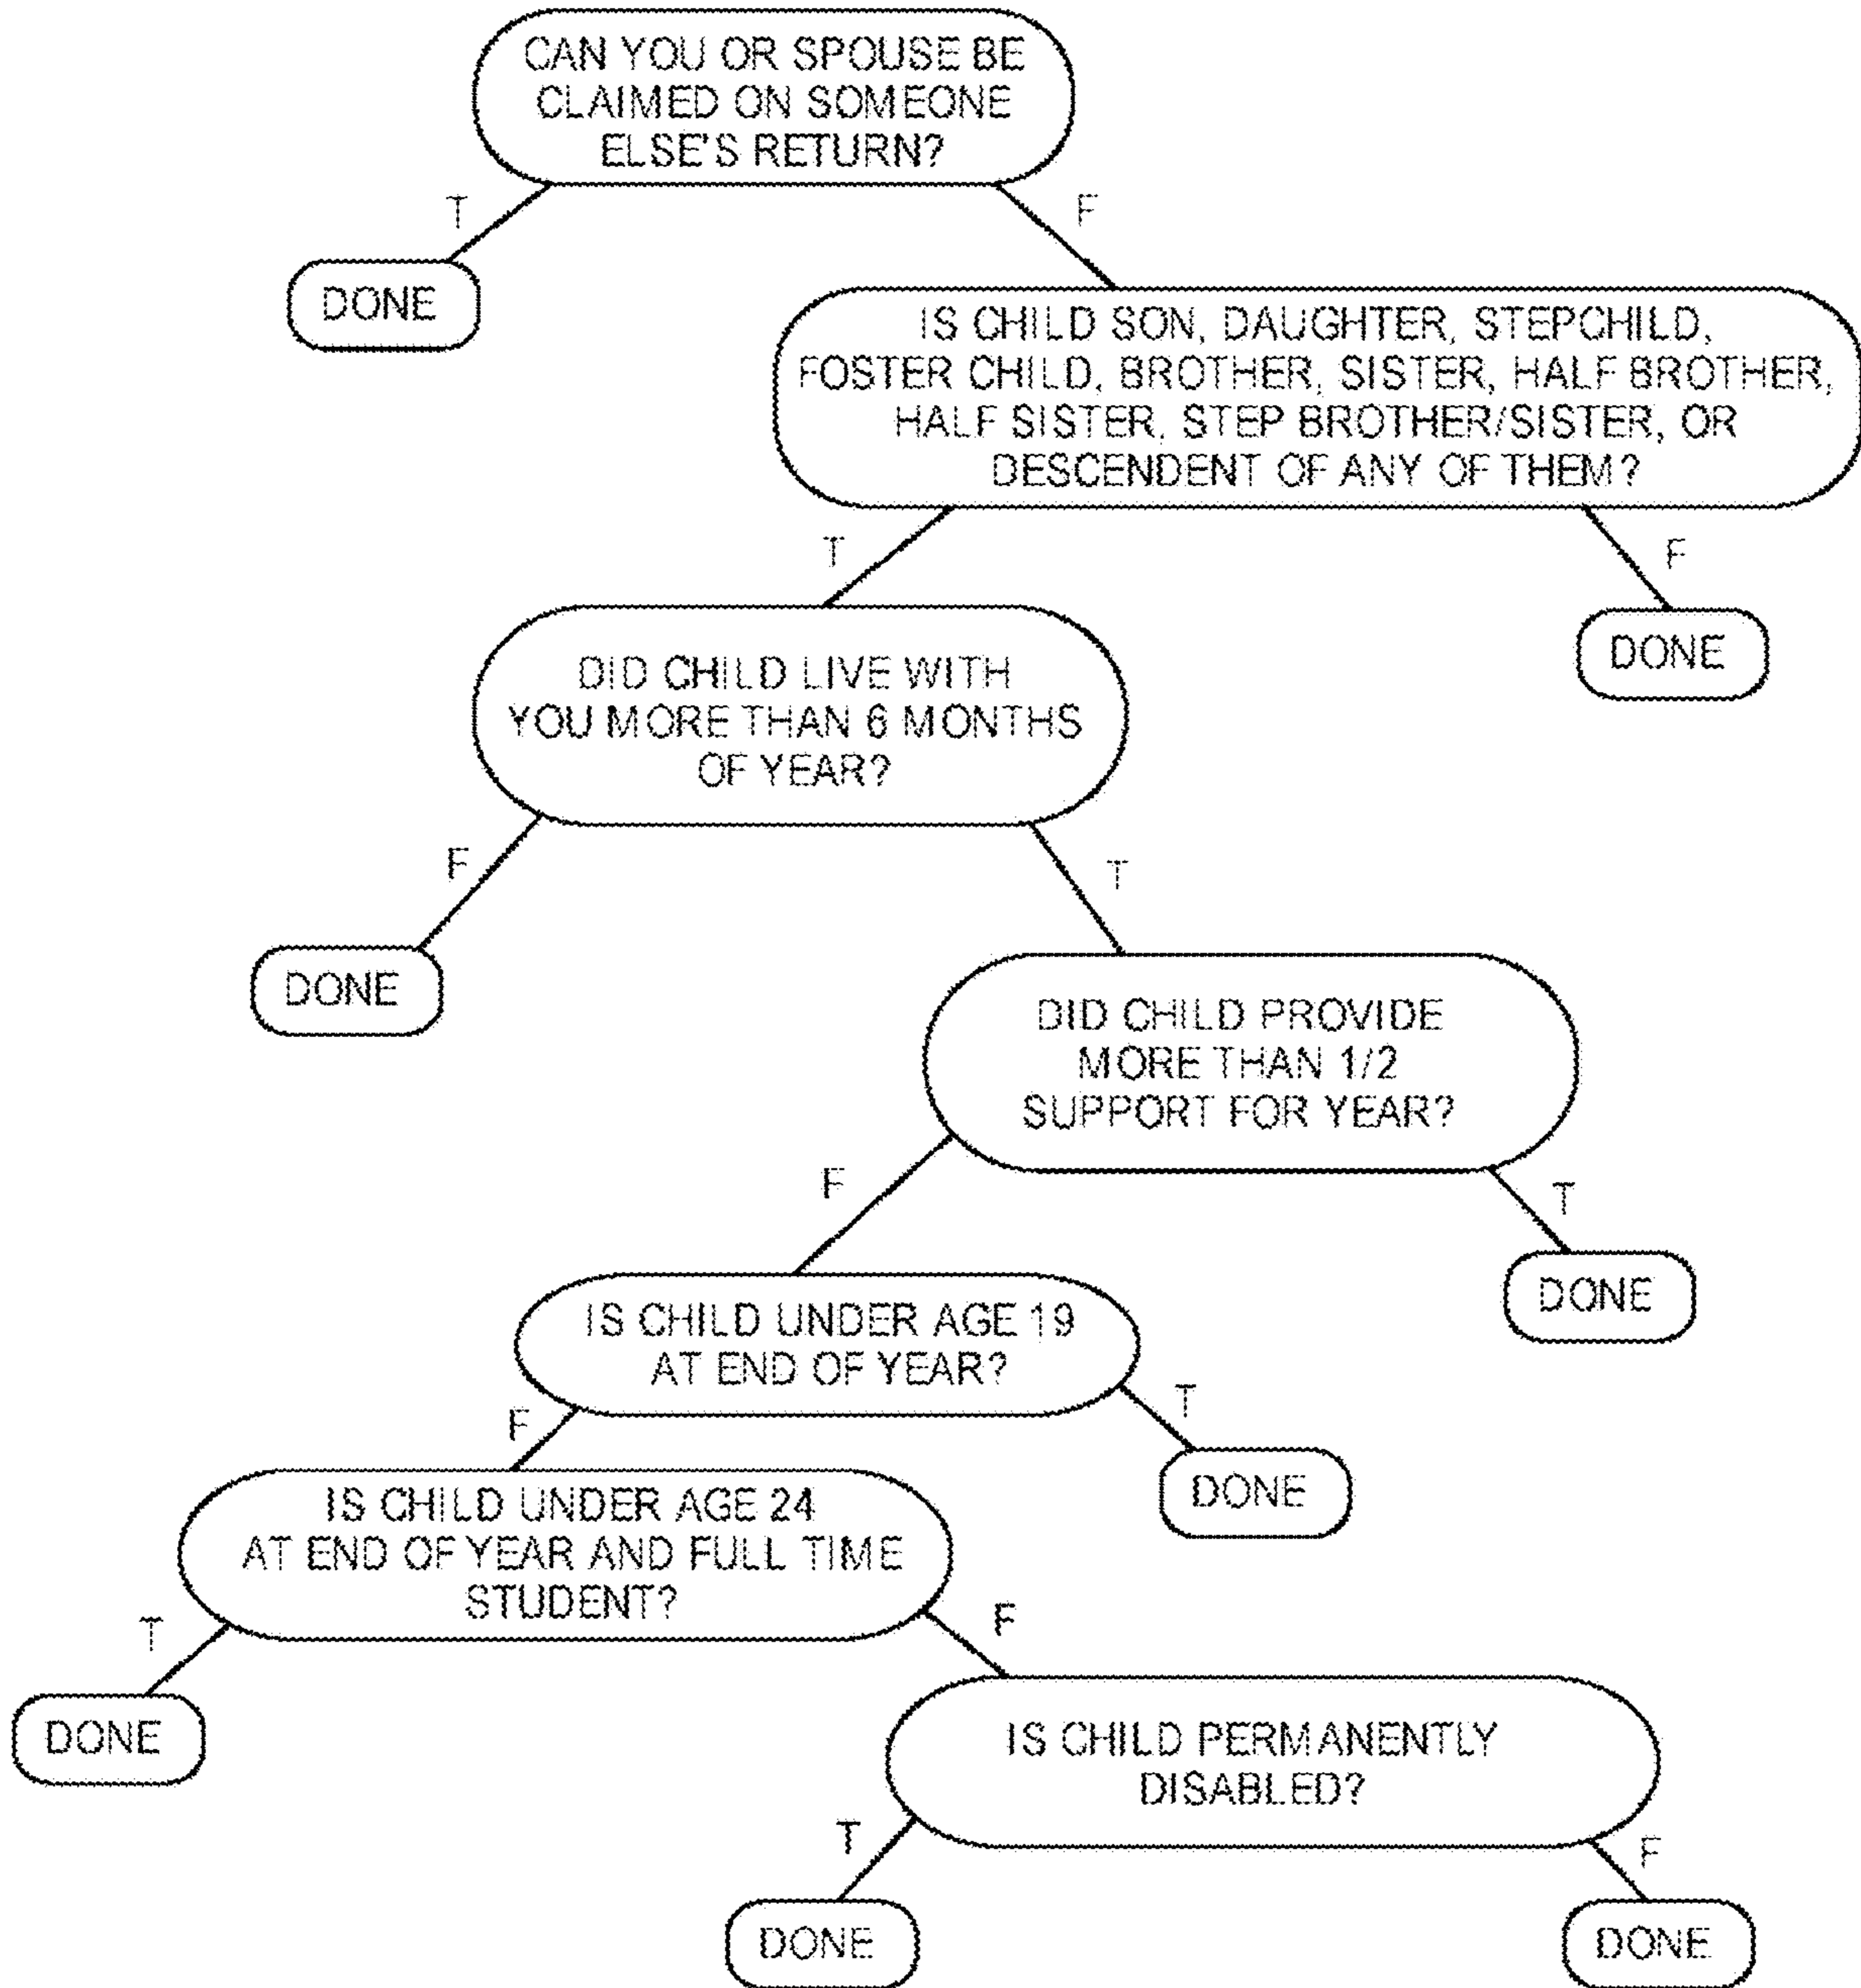 CAN YOU OR SPOUSE BE
CLAIMED ON SOMEONE
ELSE'S RETURN?
T
F
DONE
IS CHILD SON, DAUGHTER, STEPCHILD,
FOSTER CHILD, BROTHER, SISTER, HALF BROTHER,
HALF SISTER, STEP BROTHER/SISTER, OR
DESCENDENT OF ANY OF THEM?
T
F
DID CHILD LIVE WITH
YOU MORE THAN 6 MONTHS
OF YEAR?
DONE
F
T
DONE
DID CHILD PROVIDE
MORE THAN 1/2
SUPPORT FOR YEAR?
F
T
DONE
IS CHILD UNDER AGE 19
AT END OF YEAR?
F
T
DONE
IS CHILD UNDER AGE 24
AT END OF YEAR AND FULL TIME
STUDENT?
T
F
DONE
IS CHILD PERMANENTLY
DISABLED?
T
F
DONE
DONE